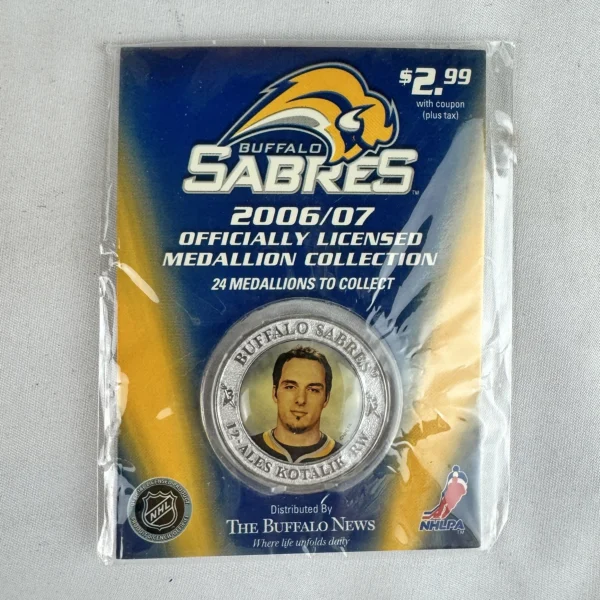 $2.99
with coupon
(plus tax)
BUFFALO
SABRES™
2006/07
OFFICIALLY LICENSED
MEDALLION COLLECTION
24 MEDALLIONS TO COLLECT
BUFFALO SABRES
12 · ALES KOTALIK RW
NHL
Distributed By
THE BUFFALO NEWS
Where life unfolds daily
NHLPA